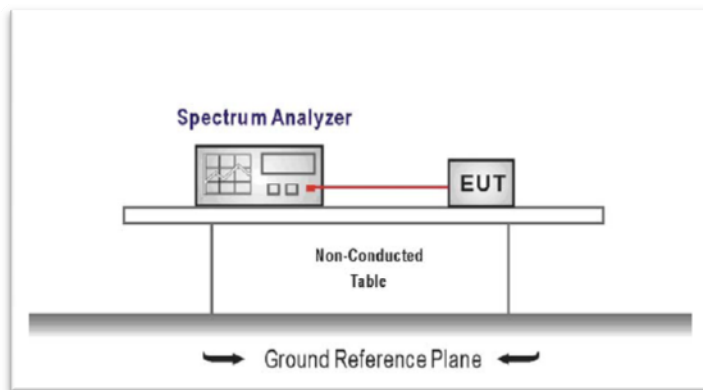 Spectrum Analyzer
EUT
Non-Conducted
Table
Ground Reference Plane